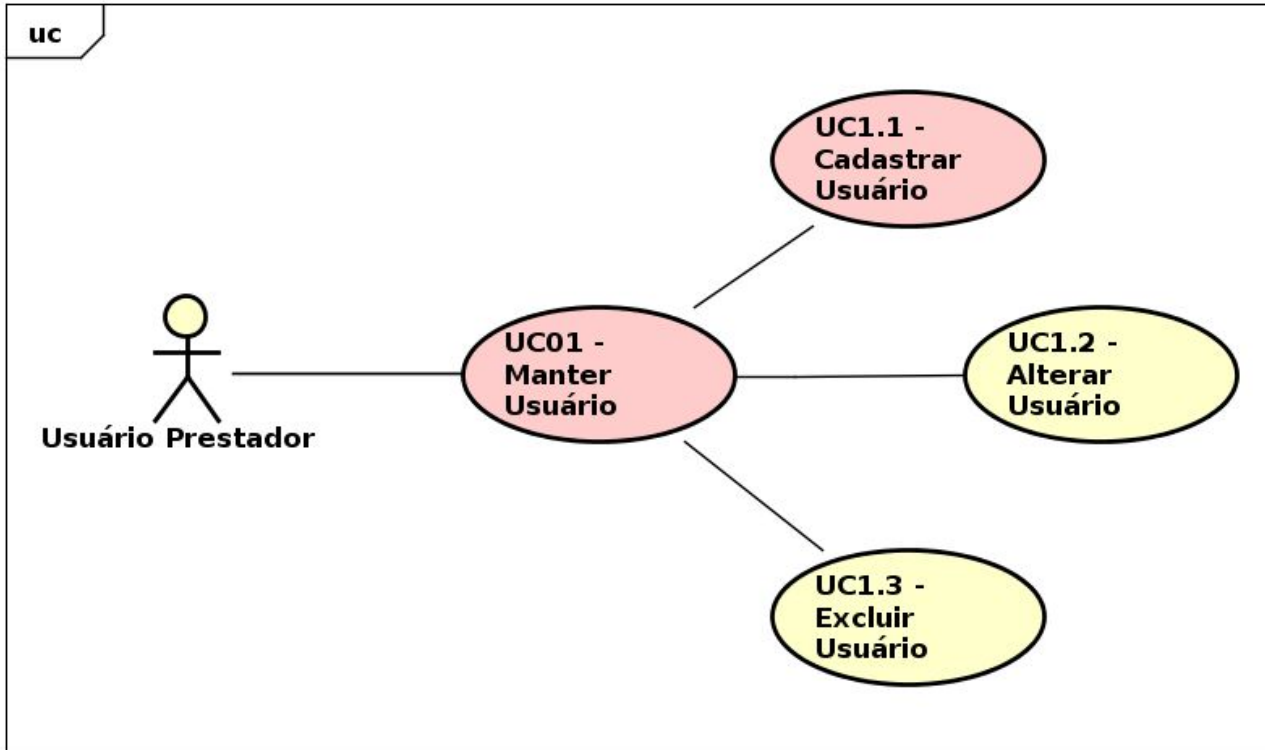 uc
UC1.1 -
Cadastrar
Usuário
UC01 -
Manter
Usuário
UC1.2 -
Alterar
Usuário
Usuário Prestador
UC1.3 -
Excluir
Usuário